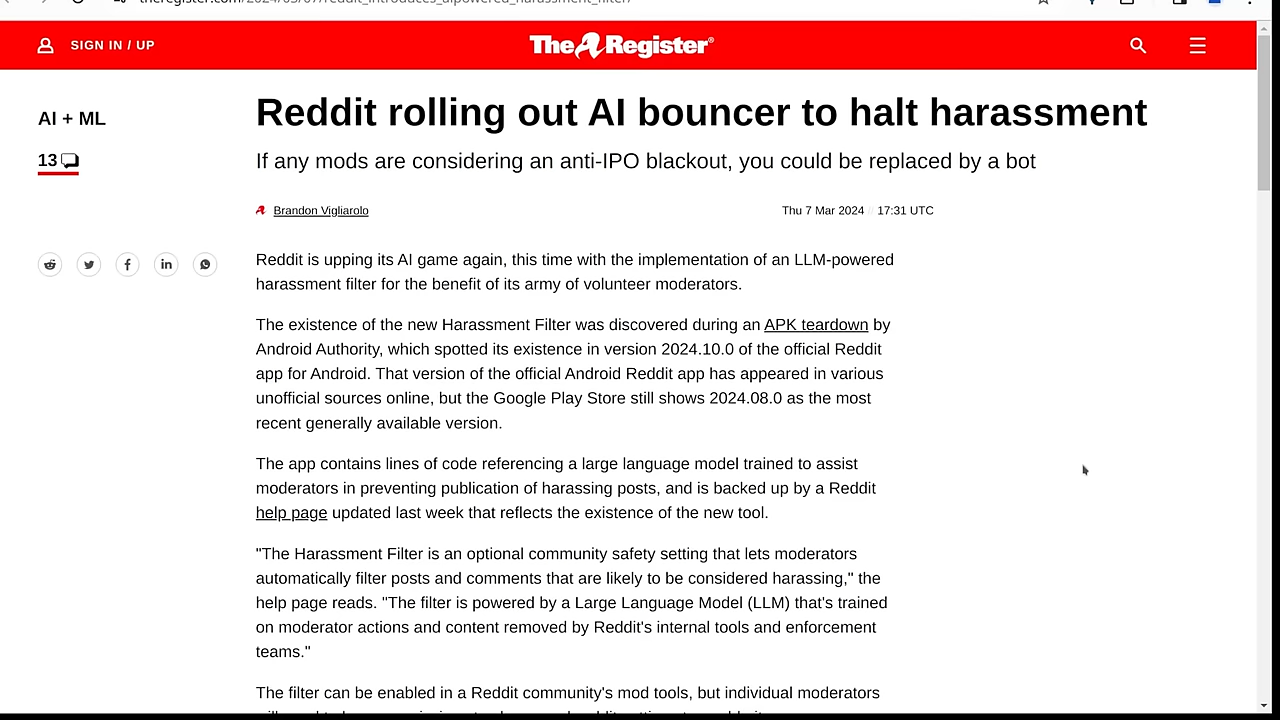 SIGN IN / UP
The Register®
AI + ML
13
Reddit rolling out AI bouncer to halt harassment
If any mods are considering an anti-IPO blackout, you could be replaced by a bot
Brandon Vigliarolo
Thu 7 Mar 2024 // 17:31 UTC
Reddit is upping its AI game again, this time with the implementation of an LLM-powered
harassment filter for the benefit of its army of volunteer moderators.
The existence of the new Harassment Filter was discovered during an APK teardown by
Android Authority, which spotted its existence in version 2024.10.0 of the official Reddit
app for Android. That version of the official Android Reddit app has appeared in various
unofficial sources online, but the Google Play Store still shows 2024.08.0 as the most
recent generally available version.
The app contains lines of code referencing a large language model trained to assist
moderators in preventing publication of harassing posts, and is backed up by a Reddit
help page updated last week that reflects the existence of the new tool.
"The Harassment Filter is an optional community safety setting that lets moderators
automatically filter posts and comments that are likely to be considered harassing," the
help page reads. "The filter is powered by a Large Language Model (LLM) that's trained
on moderator actions and content removed by Reddit's internal tools and enforcement
teams."
The filter can be enabled in a Reddit community's mod tools, but individual moderators